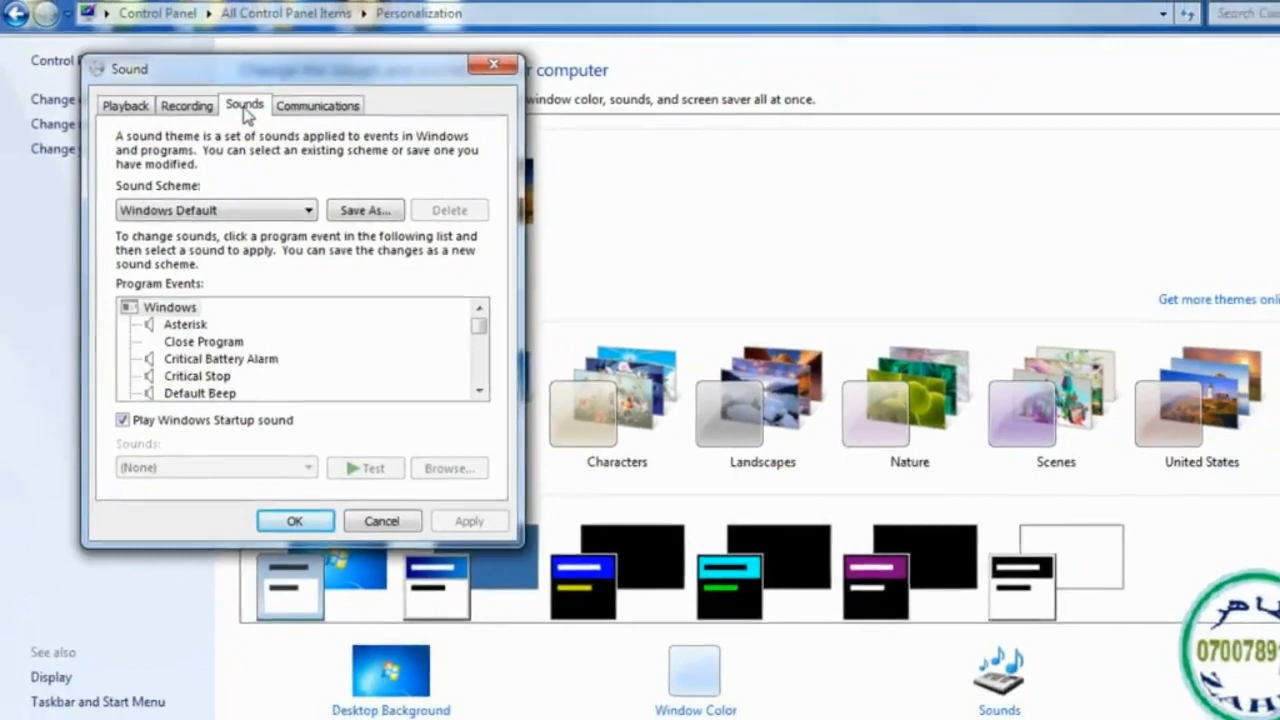 Control Panel
All Control Panel Items
Personalization
Control
Sound
r computer
Playback
Recording
Sounds
Communications
window color, sounds, and screen saver all at once.
Change
Change
Change
A sound theme is a set of sounds applied to events in Windows
and programs. You can select an existing scheme or save one you
have modified.
Sound Scheme:
Windows Default
Save As...
Delete
To change sounds, click a program event in the following list and
then select a sound to apply. You can save the changes as a new
sound scheme.
Program Events:
Windows
Asterisk
Close Program
Critical Battery Alarm
Critical Stop
Default Beep
Play Windows Startup sound
Sounds:
(None)
Test
Browse...
OK
Cancel
Apply
Get more themes onli
Characters
Landscapes
Nature
Scenes
United States
See also
Display
Taskbar and Start Menu
Desktop Background
Window Color
Sounds
0700789